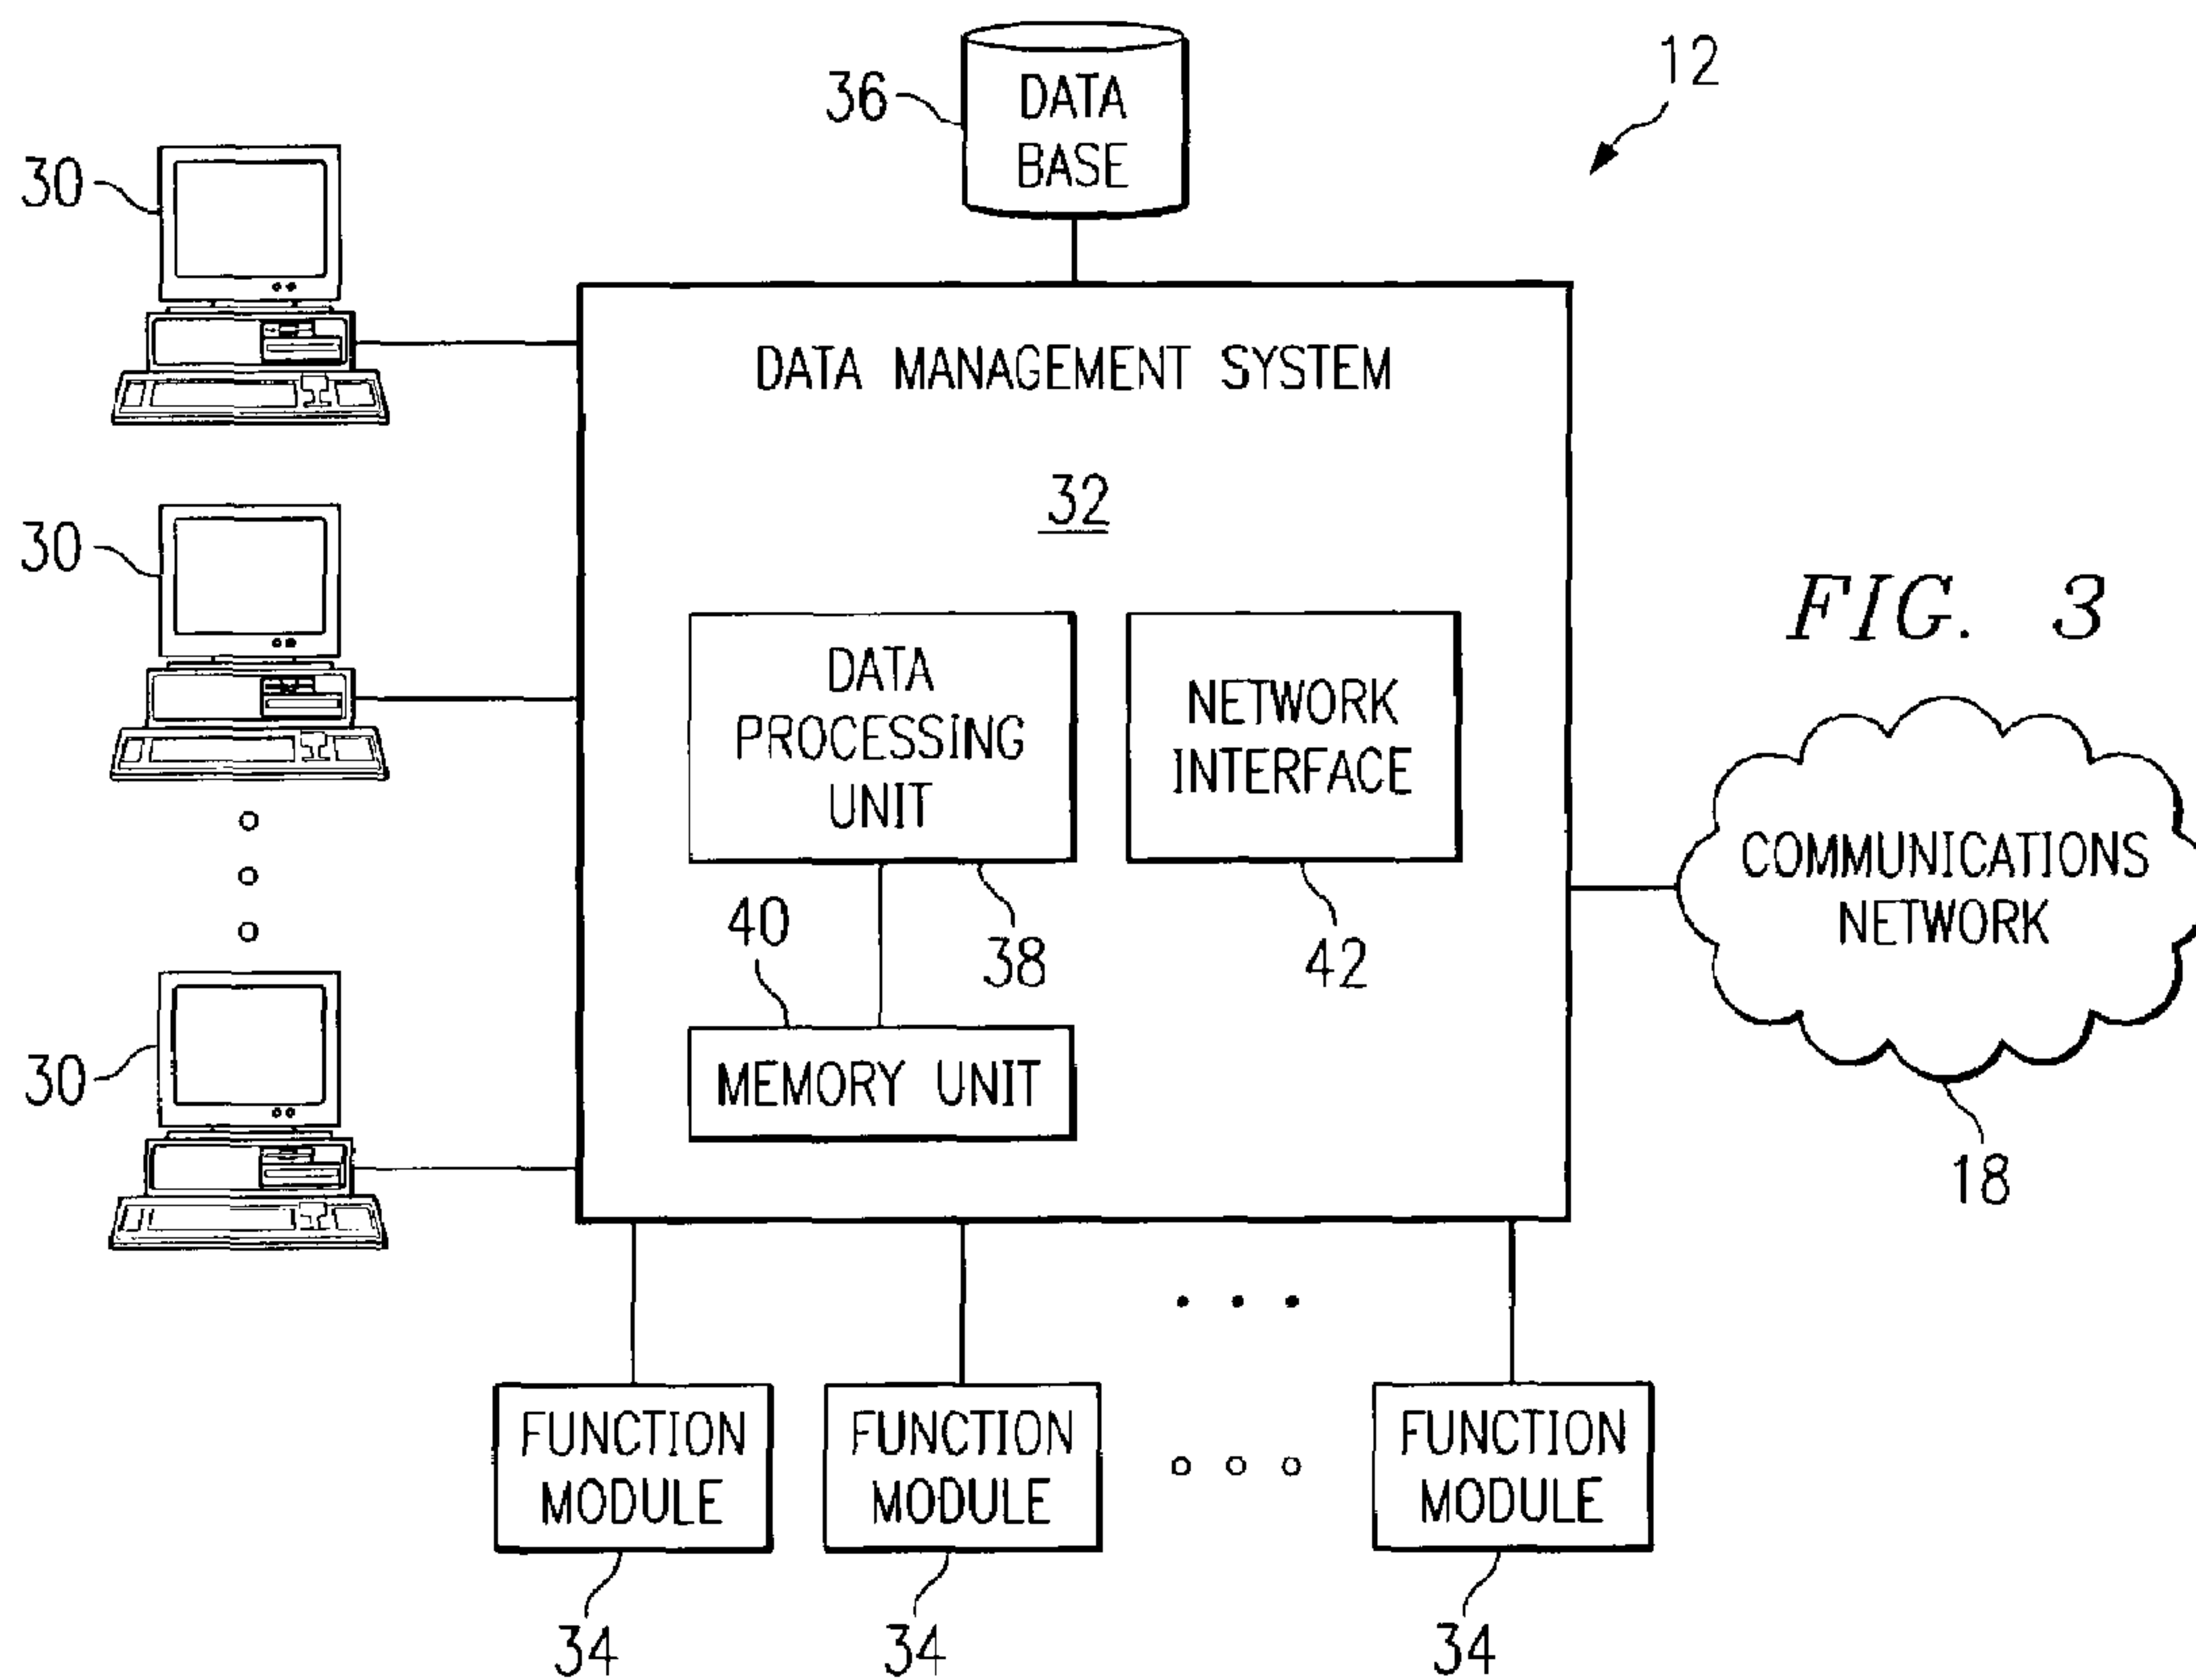 12
36
DATA
BASE
30
DATA MANAGEMENT SYSTEM
32
30
FIG. 3
DATA
PROCESSING
UNIT
NETWORK
INTERFACE
COMMUNICATIONS
NETWORK
40
38
42
30
MEMORY UNIT
18
FUNCTION
MODULE
FUNCTION
MODULE
FUNCTION
MODULE
34
34
34